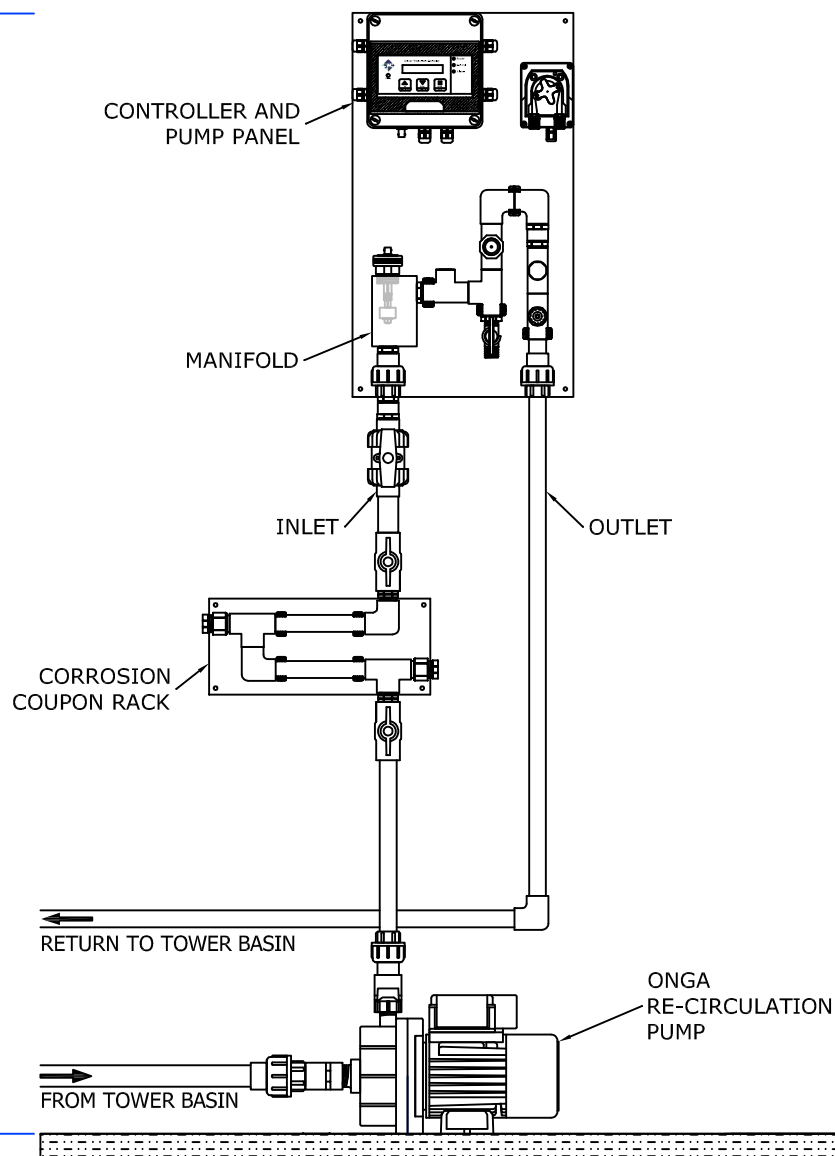 CONTROLLER AND
PUMP PANEL
MANIFOLD
INLET
OUTLET
CORROSION
COUPON RACK
RETURN TO TOWER BASIN
ONGA
RE-CIRCULATION
PUMP
FROM TOWER BASIN